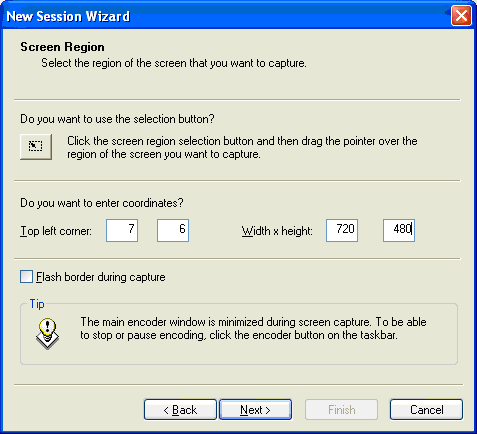 New Session Wizard
Screen Region
Select the region of the screen that you want to capture.
Do you want to use the selection button?
Click the screen region selection button and then drag the pointer over the
region of the screen you want to capture.
Do you want to enter coordinates?
Top left corner: 7 6 Width x height: 720 480
Flash border during capture
Tip
The main encoder window is minimized during screen capture. To be able
to stop or pause encoding, click the encoder button on the taskbar.
< Back Next > Finish Cancel